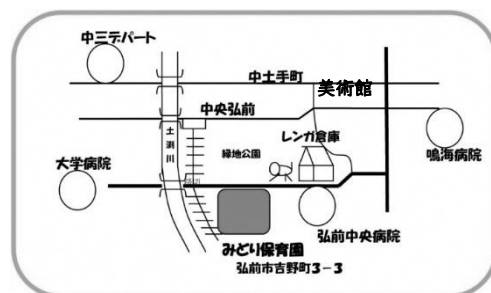 中三デパート
中土手町
美術館
中央弘前
土淵川
レンガ倉庫
緑地公園
鳴海病院
大学病院
弘前中央病院
みどり保育園
弘前市吉野町3-3